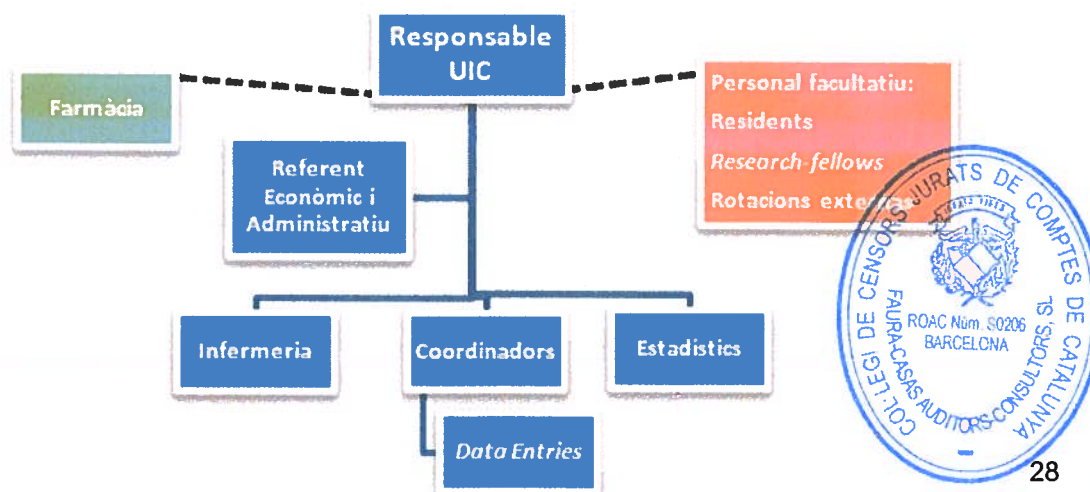 Responsable
UIC
Farmàcia
Personal facultatiu:
Residents
Research-fellows
Rotacions externes
Referent
Econòmic i
Administratiu
Infermeria
Coordinadors
Estadístics
Data Entries
COL·LEGI DE CENSORS JURATS DE COMPTES DE CATALUNYA
ROAC Núm. S0206
BARCELONA
FAURA-CASAS AUDITORS-CONSULTORS, SL
28